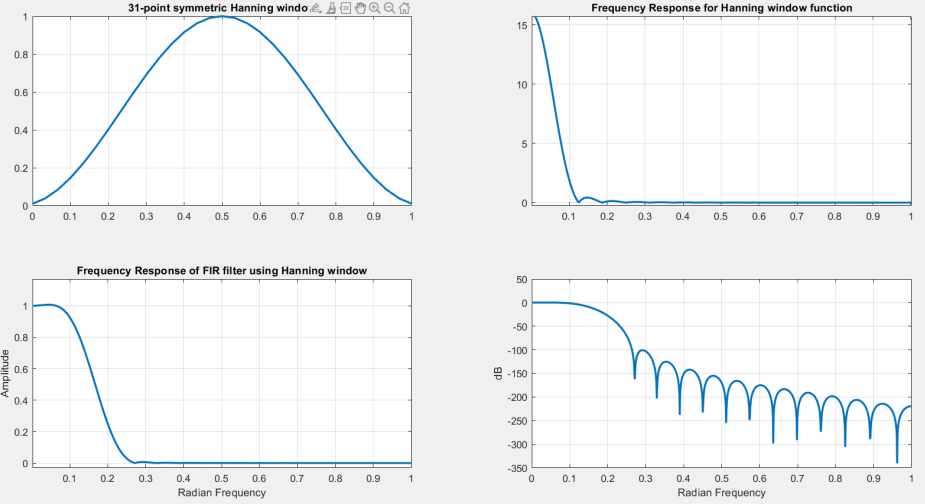 31-point symmetric Hanning windo
1
0.8
0.6
0.4
0.2
0
0 0.1 0.2 0.3 0.4 0.5 0.6 0.7 0.8 0.9 1
Frequency Response for Hanning window function
15
10
5
0
0.1 0.2 0.3 0.4 0.5 0.6 0.7 0.8 0.9 1
Frequency Response of FIR filter using Hanning window
Amplitude
1
0.8
0.6
0.4
0.2
0
0.1 0.2 0.3 0.4 0.5 0.6 0.7 0.8 0.9 1
Radian Frequency
dB
50
0
-50
-100
-150
-200
-250
-300
-350
0 0.1 0.2 0.3 0.4 0.5 0.6 0.7 0.8 0.9 1
Radian Frequency